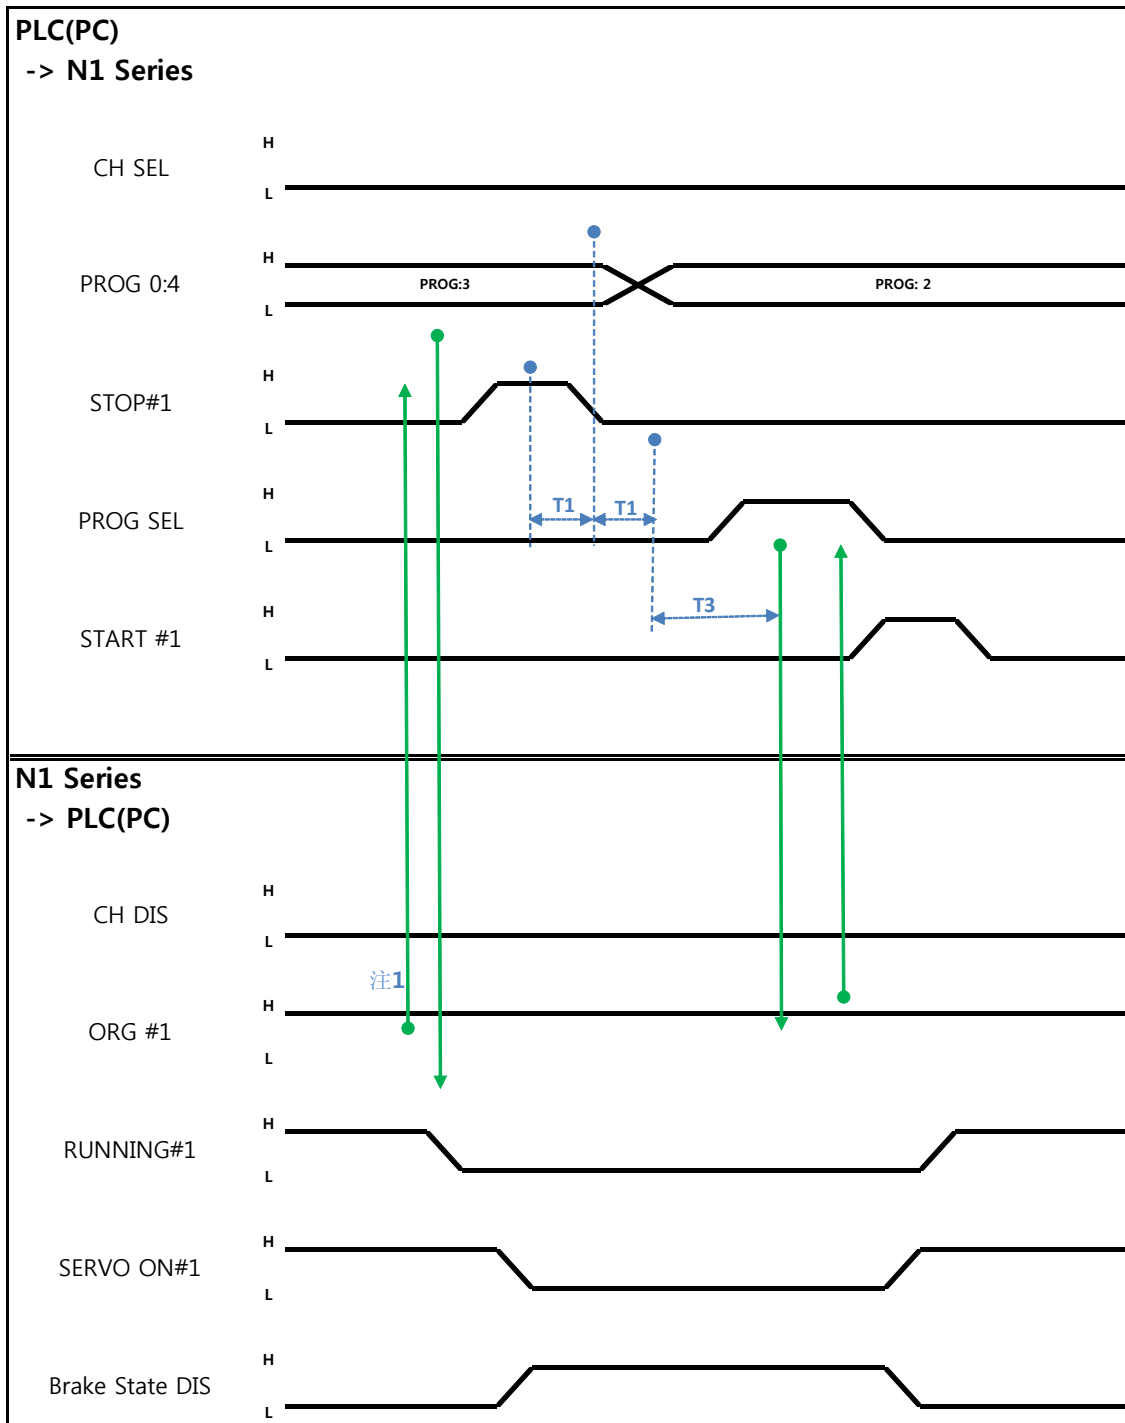 PLC(PC)
-> N1 Series
H
CH SEL
L
H
PROG 0:4
PROG:3
PROG: 2
L
H
STOP#1
L
H
T1
T1
PROG SEL
L
H
T3
START #1
L
N1 Series
-> PLC(PC)
H
CH DIS
L
注1
H
ORG #1
L
H
RUNNING#1
L
H
SERVO ON#1
L
H
Brake State DIS
L